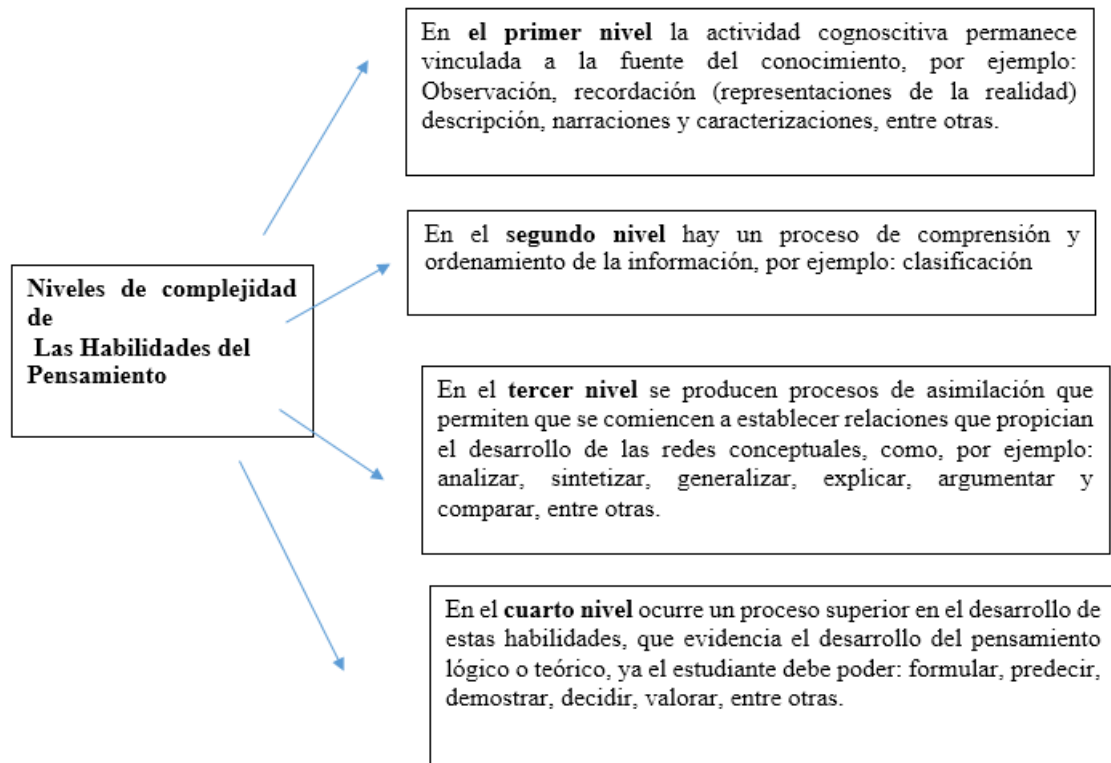 En el primer nivel la actividad cognoscitiva permanece
vinculada a la fuente del conocimiento, por ejemplo:
Observación, recordación (representaciones de la realidad)
descripción, narraciones y caracterizaciones, entre otras.
En el segundo nivel hay un proceso de comprensión y
ordenamiento de la información, por ejemplo: clasificación
Niveles de complejidad
de
Las Habilidades del
Pensamiento
En el tercer nivel se producen procesos de asimilación que
permiten que se comiencen a establecer relaciones que propician
el desarrollo de las redes conceptuales, como, por ejemplo:
analizar, sintetizar, generalizar, explicar, argumentar y
comparar, entre otras.
En el cuarto nivel ocurre un proceso superior en el desarrollo de
estas habilidades, que evidencia el desarrollo del pensamiento
lógico o teórico, ya el estudiante debe poder: formular, predecir,
demostrar, decidir, valorar, entre otras.